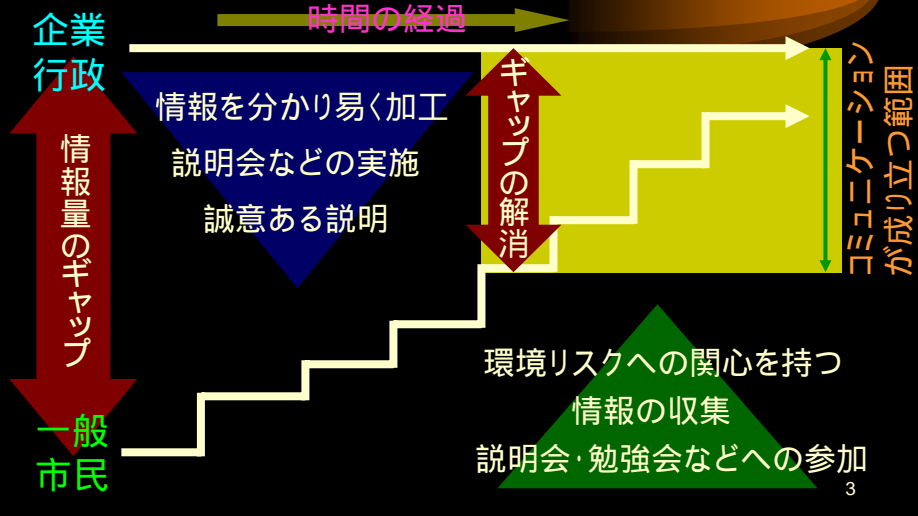 時間の経過
企業
行政
情報を分かり易く加工
説明会などの実施
誠意ある説明
情報量のギャップ
ギャップの解消
コミュニケーション
が成り立つ範囲
一般
市民
環境リスクへの関心を持つ
情報の収集
説明会・勉強会などへの参加
3